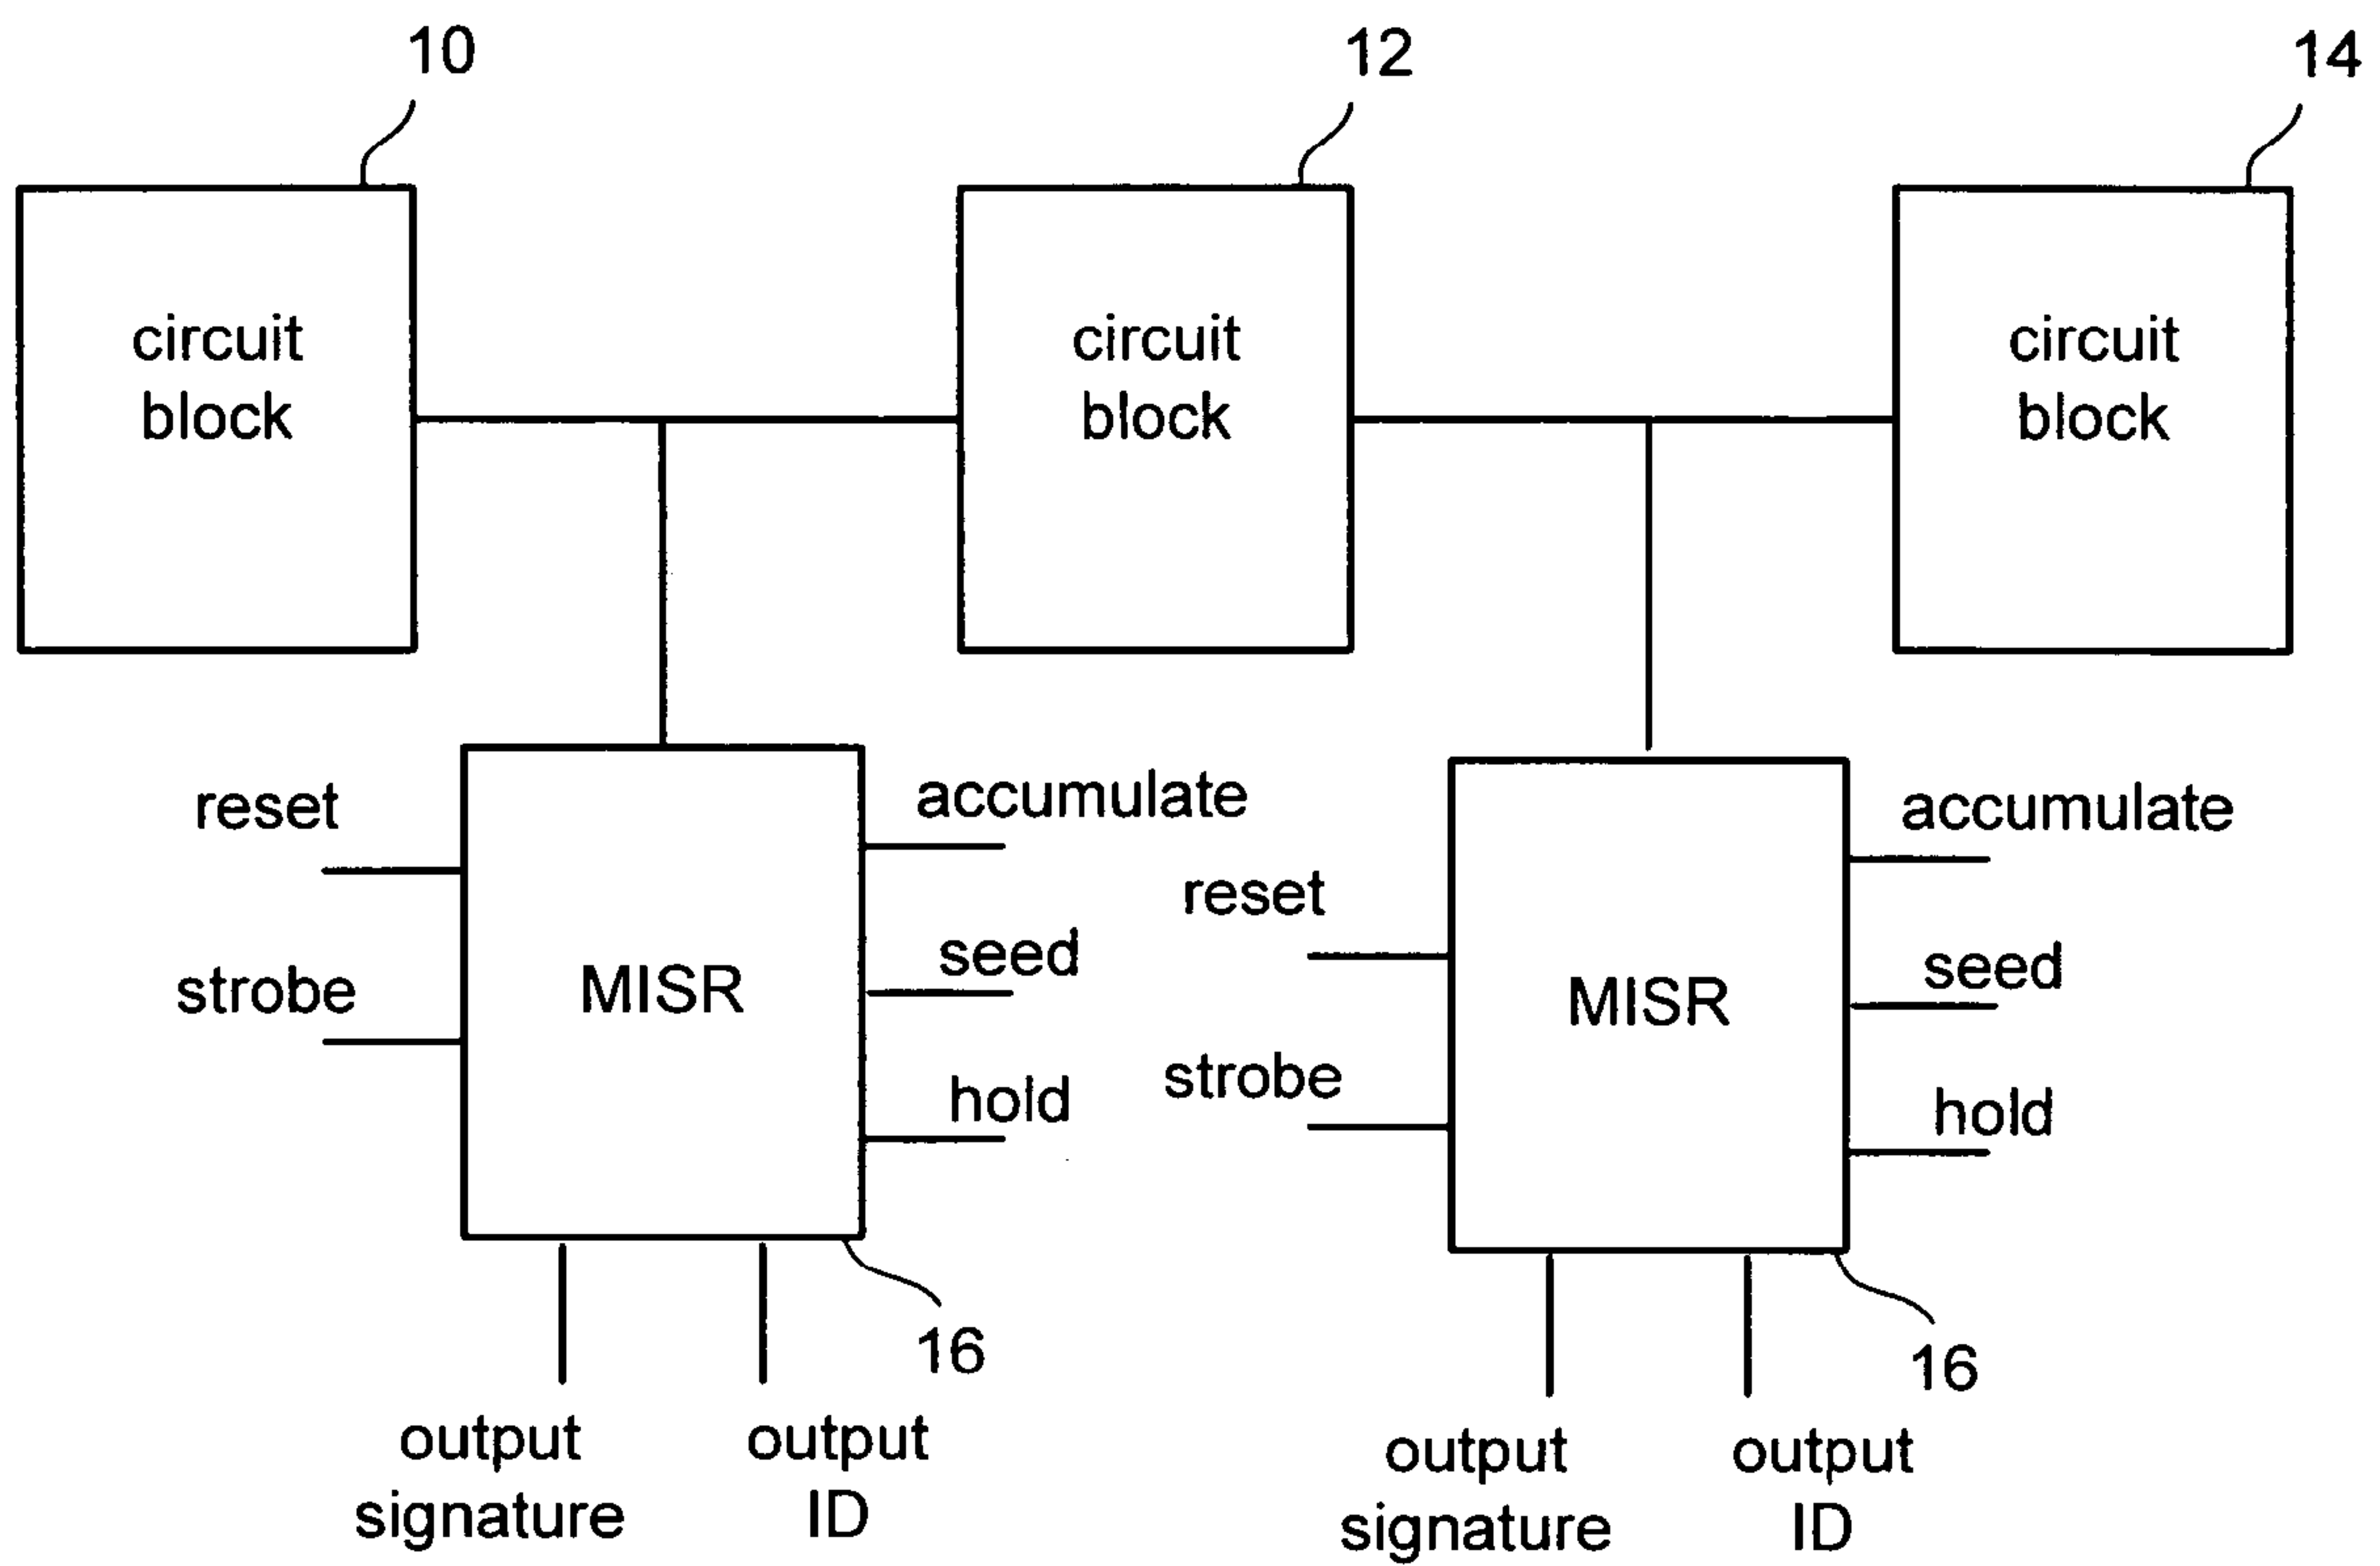 10
12
14
circuit
block
circuit
block
circuit
block
reset
strobe
MISR
accumulate
seed
hold
16
output
signature
output
ID
reset
strobe
MISR
accumulate
seed
hold
16
output
signature
output
ID